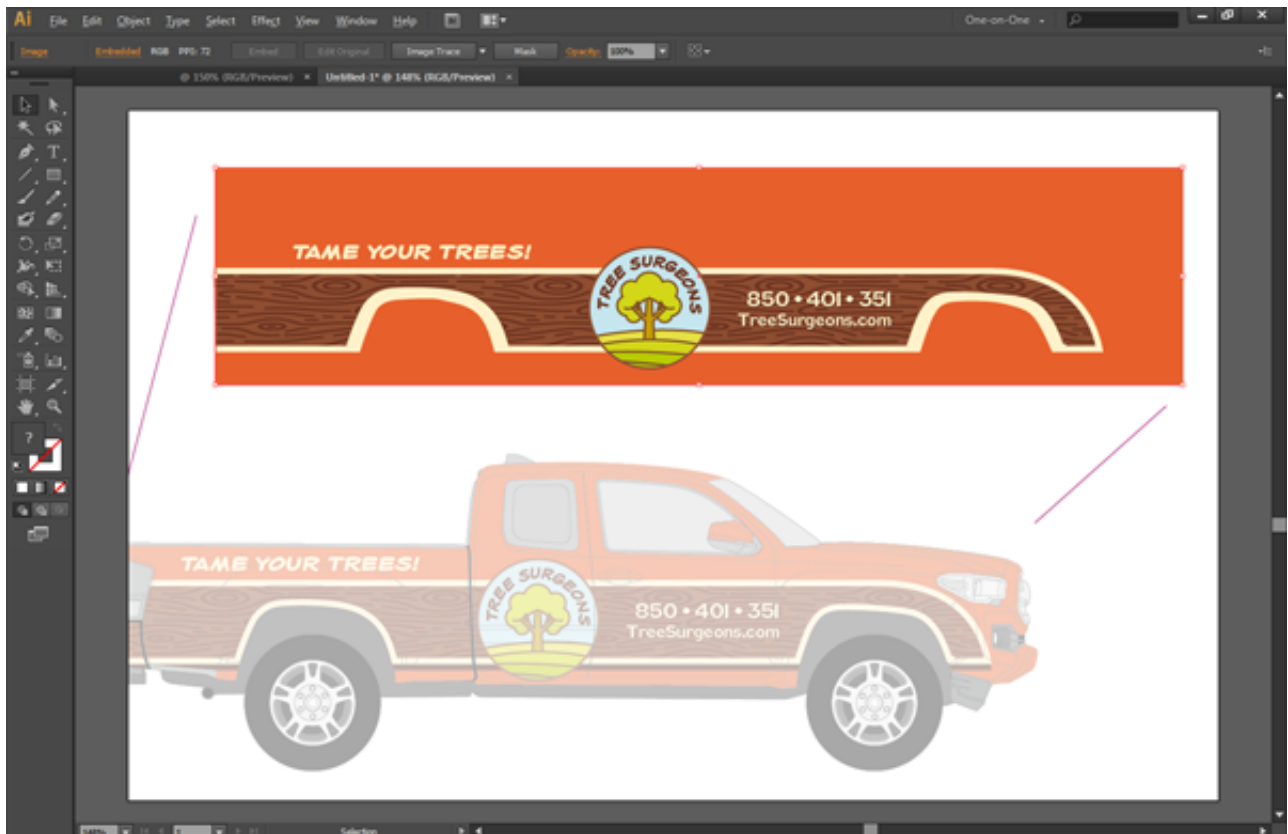 Ai File Edit Object Type Select Effect View Window Help One-on-One
Image Embedded RGB PPI: 72 Embed Edit Original Image Trace Mask Opacity: 100%
@ 150% (RGB/Preview) × Untitled-1* @ 148% (RGB/Preview) ×
TAME YOUR TREES!
TREE SURGEONS
850 • 401 • 351
TreeSurgeons.com
TAME YOUR TREES!
TREE SURGEONS
850 • 401 • 351
TreeSurgeons.com
148% 1 Selection